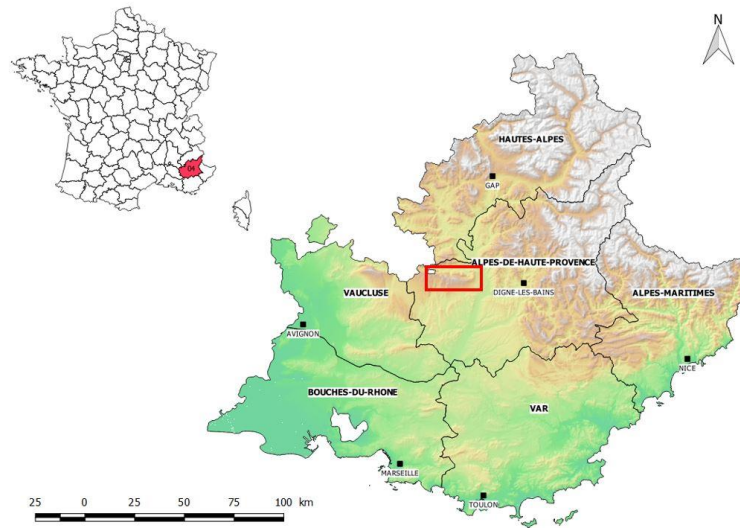 N
04
HAUTES-ALPES
GAP
ALPES-DE-HAUTE-PROVENCE
DIGNE-LES-BAINS
ALPES-MARITIMES
VAUCLUSE
AVIGNON
NICE
BOUCHES-DU-RHONE
VAR
MARSEILLE
TOULON
25 0 25 50 75 100 km